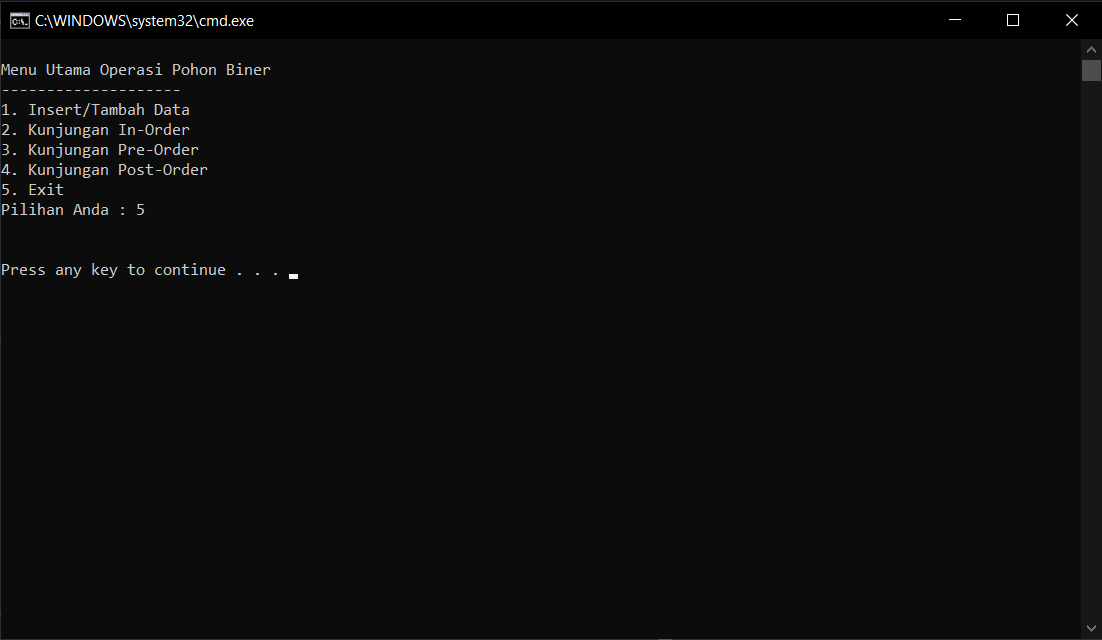 C:\WINDOWS\system32\cmd.exe
Menu Utama Operasi Pohon Biner
--------------------
1. Insert/Tambah Data
2. Kunjungan In-Order
3. Kunjungan Pre-Order
4. Kunjungan Post-Order
5. Exit
Pilihan Anda : 5
Press any key to continue . . .